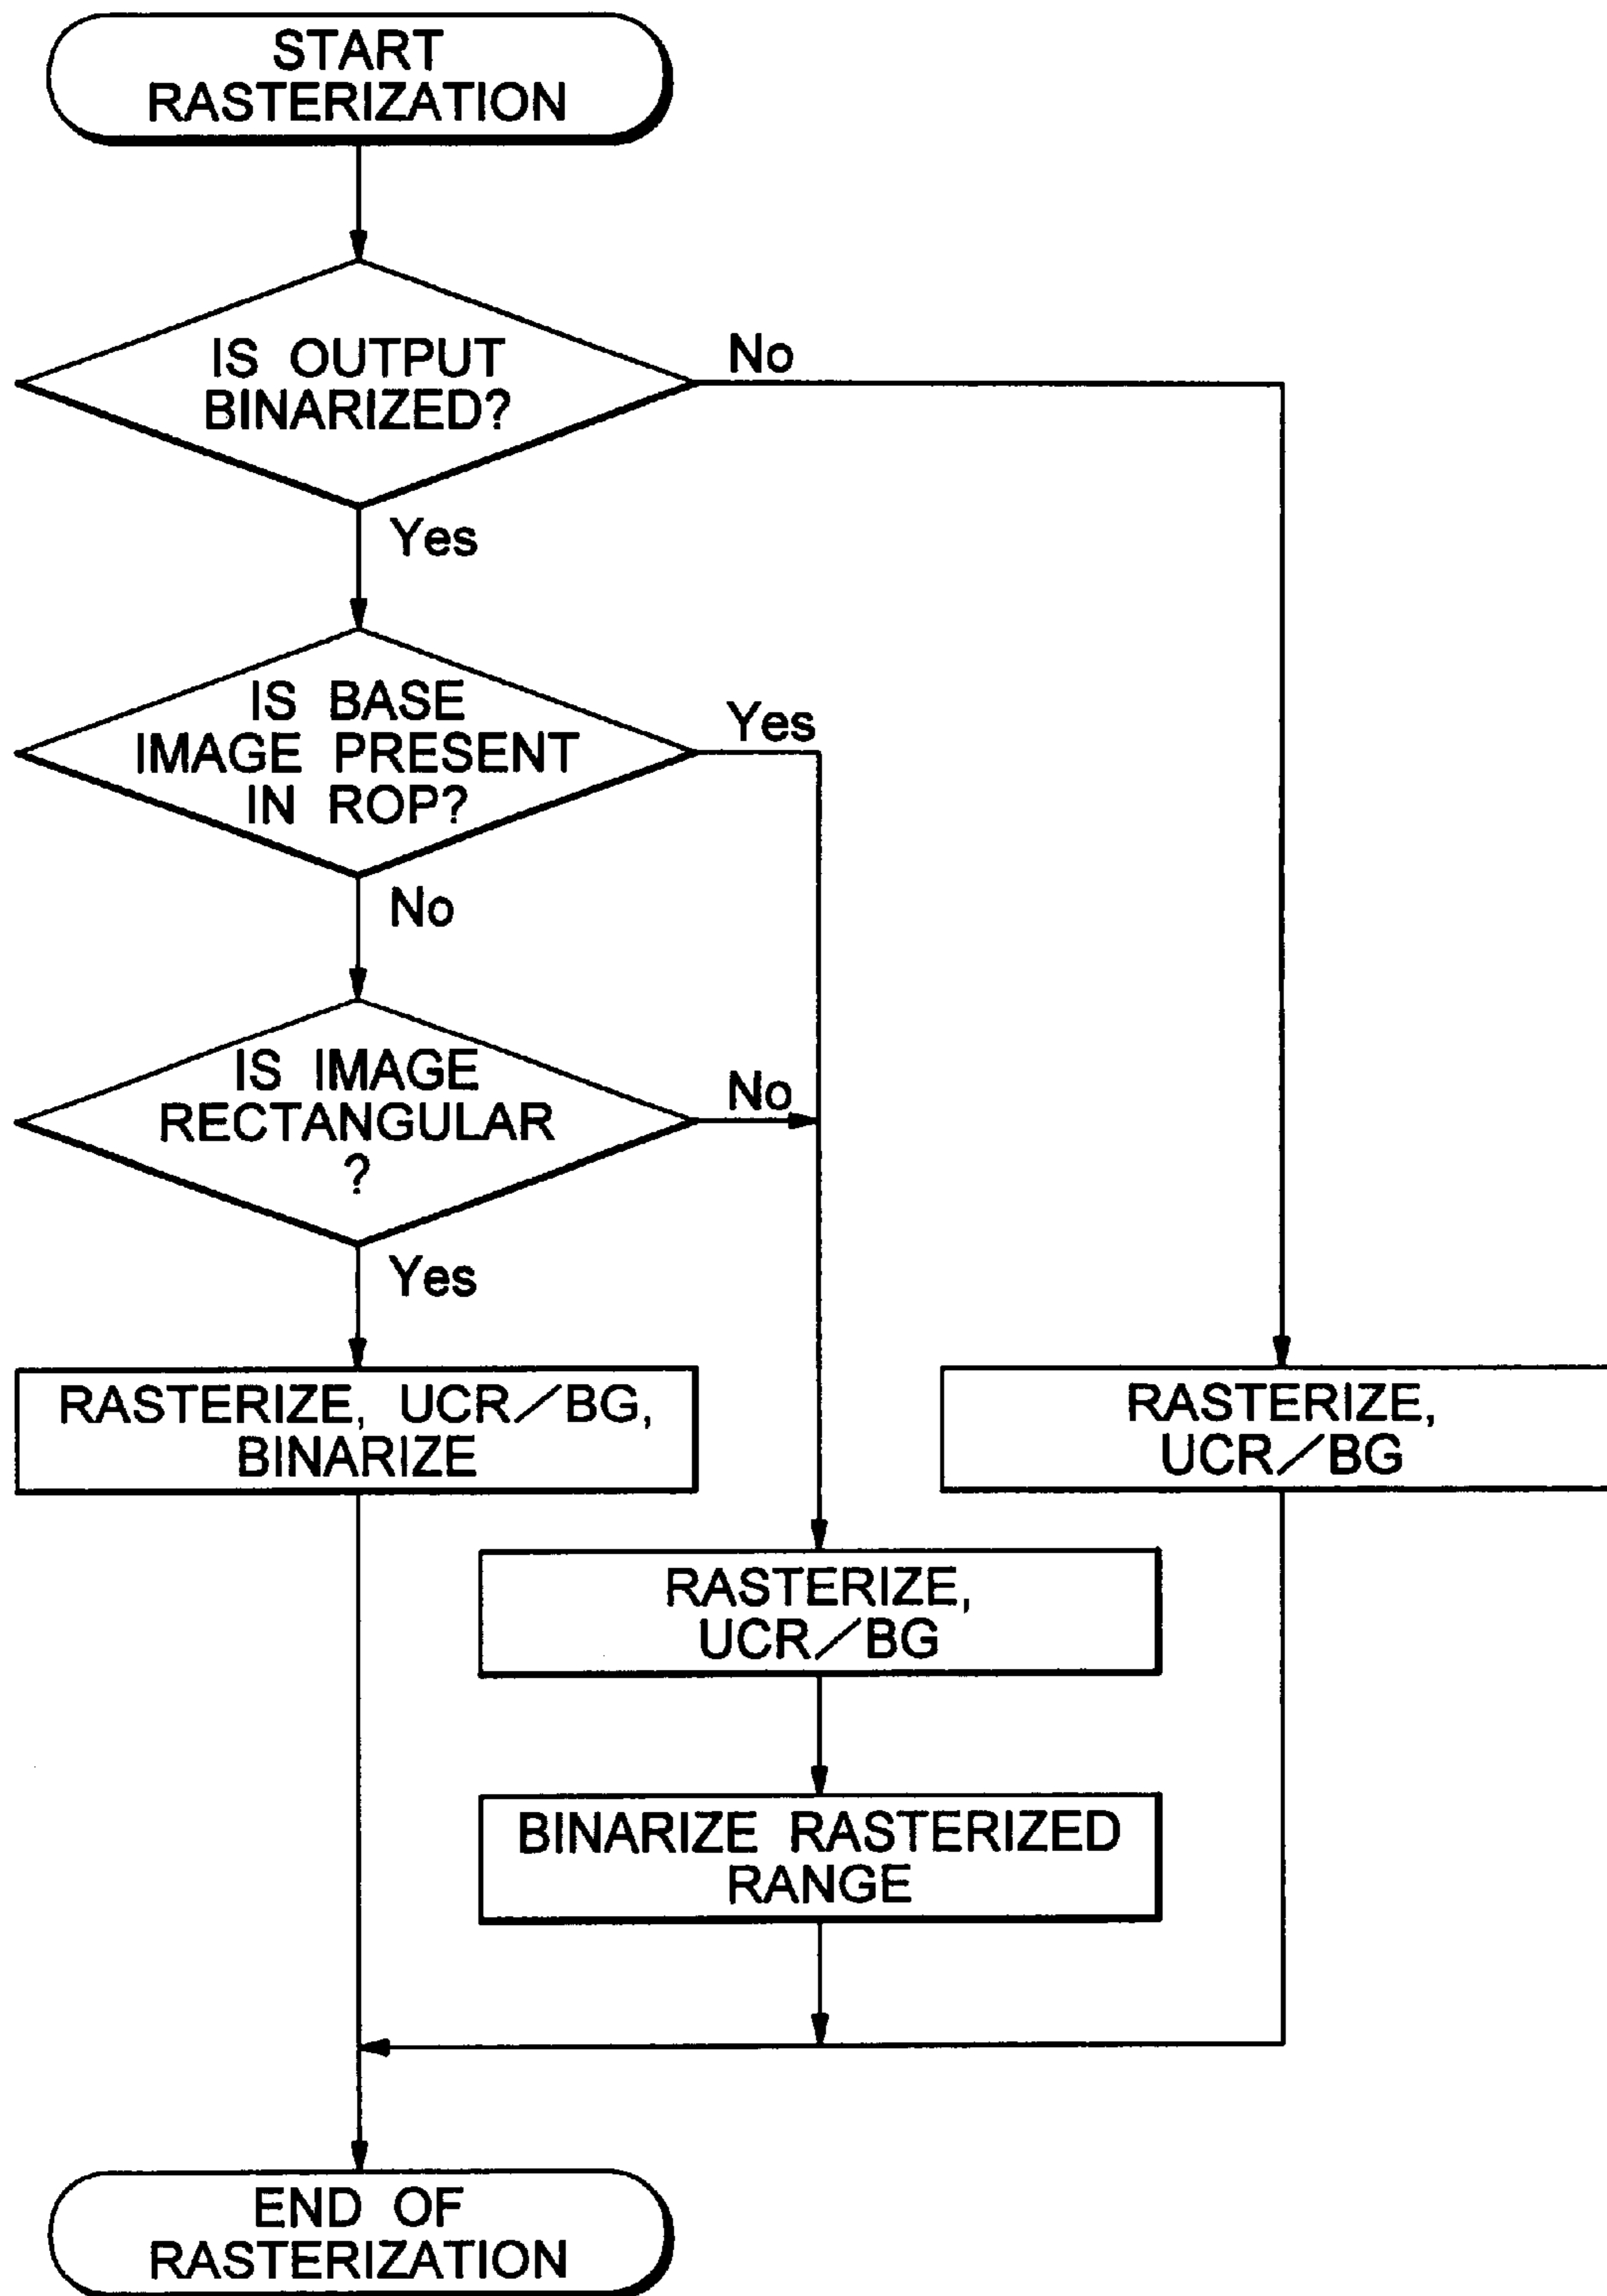 START
RASTERIZATION
IS OUTPUT
BINARIZED?
No
Yes
IS BASE
IMAGE PRESENT
IN ROP?
Yes
No
IS IMAGE
RECTANGULAR
?
No
Yes
RASTERIZE, UCR/BG,
BINARIZE
RASTERIZE,
UCR/BG
RASTERIZE,
UCR/BG
BINARIZE RASTERIZED
RANGE
END OF
RASTERIZATION